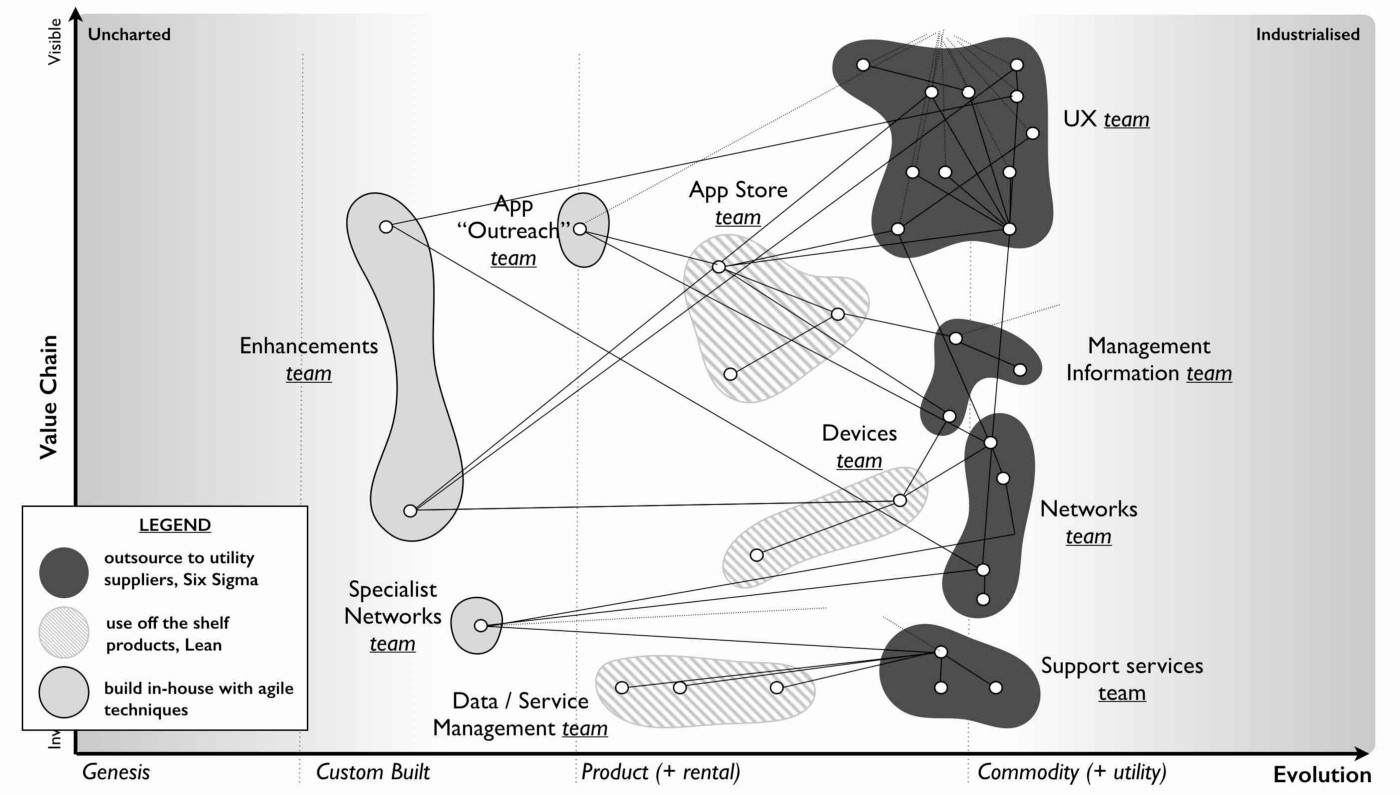 Visible
Uncharted
Industrialised
UX team
App Store
team
App
“Outreach”
team
Enhancements
team
Management
Information team
Value Chain
Devices
team
Networks
team
LEGEND
outsource to utility
suppliers, Six Sigma
use off the shelf
products, Lean
build in-house with agile
techniques
Specialist
Networks
team
Support services
team
Data / Service
Management team
Genesis
Custom Built
Product (+ rental)
Commodity (+ utility)
Evolution